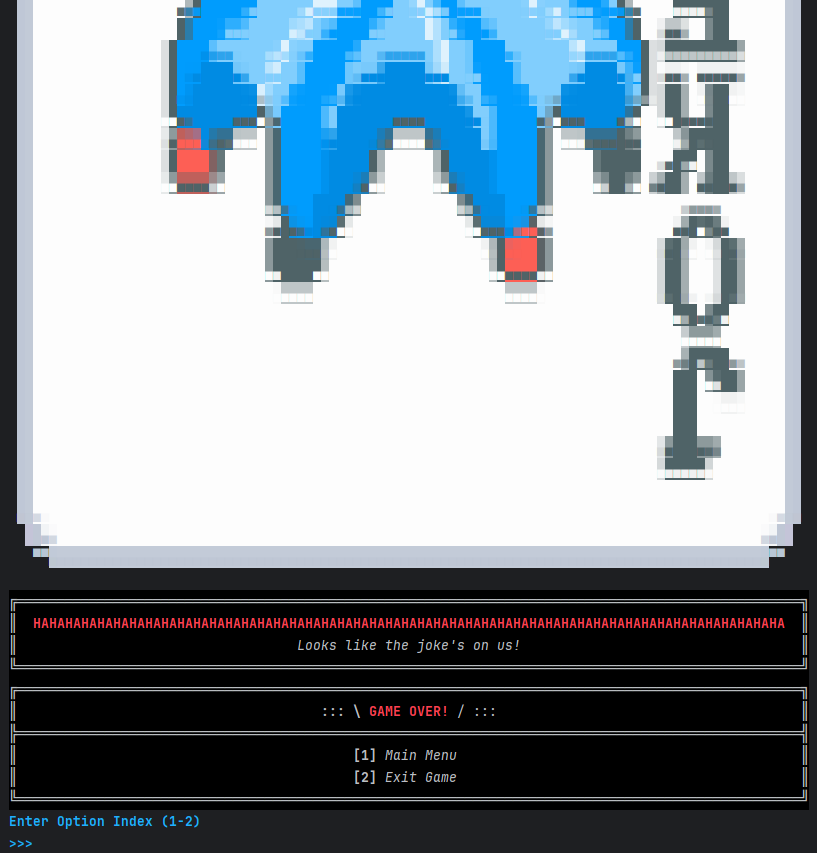 HAHAHAHAHAHAHAHAHAHAHAHAHAHAHAHAHAHAHAHAHAHAHAHAHAHAHAHAHAHAHAHAHAHAHAHAHAHAHAHAHAHAHAHAHAHAHA
Looks like the joke's on us!
::: \ GAME OVER! / :::
[1] Main Menu
[2] Exit Game
Enter Option Index (1-2)
>>>